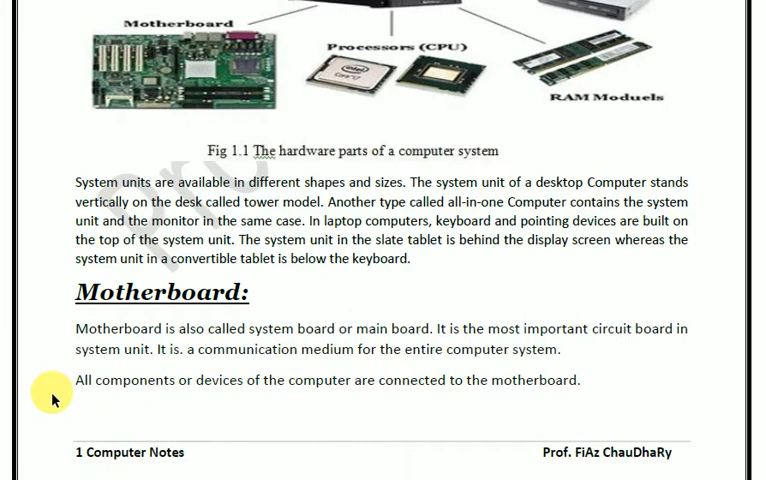 Motherboard
Processors (CPU)
RAM Moduels
Fig 1.1 The hardware parts of a computer system
System units are available in different shapes and sizes. The system unit of a desktop Computer stands
vertically on the desk called tower model. Another type called all-in-one Computer contains the system
unit and the monitor in the same case. In laptop computers, keyboard and pointing devices are built on
the top of the system unit. The system unit in the slate tablet is behind the display screen whereas the
system unit in a convertible tablet is below the keyboard.
Motherboard:
Motherboard is also called system board or main board. It is the most important circuit board in
system unit. It is. a communication medium for the entire computer system.
All components or devices of the computer are connected to the motherboard.
1 Computer Notes
Prof. FiAz ChauDhaRy